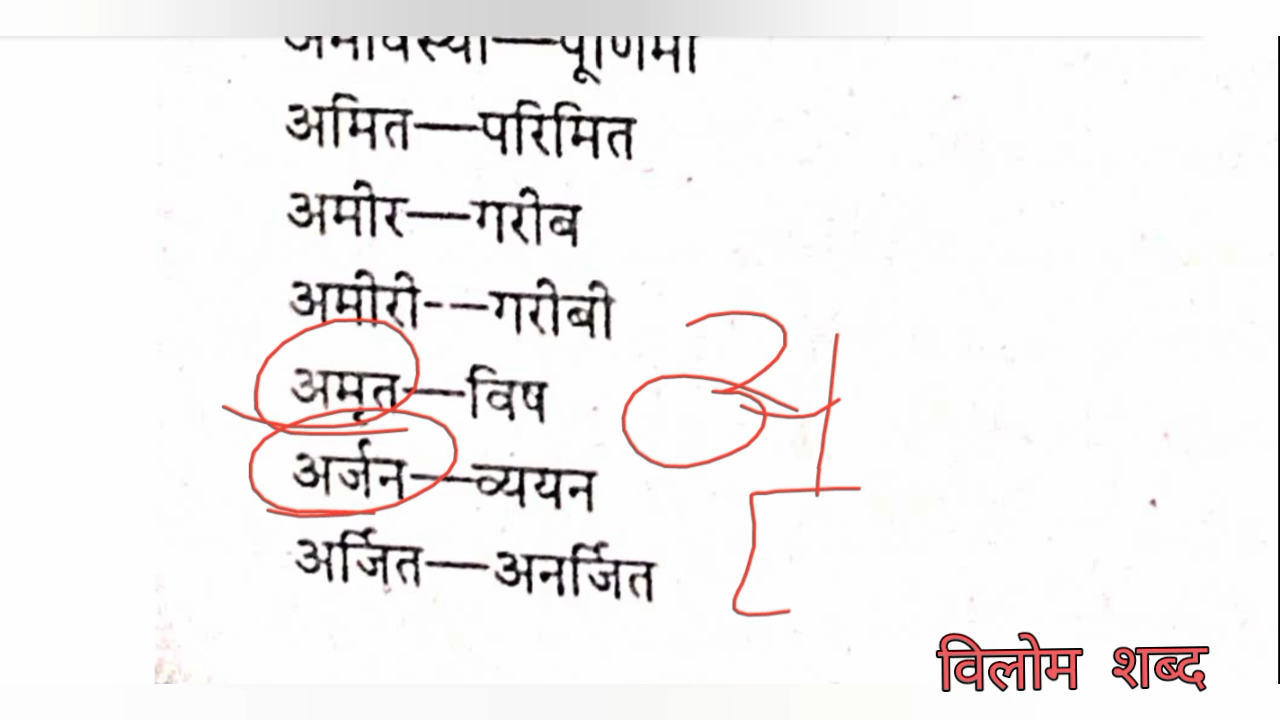 अमावस्या—पूर्णिमा
अमित—परिमित
अमीर—गरीब
अमीरी--गरीबी
अमृत—विष
अर्जन—व्ययन
अर्जित—अनर्जित
विलोम शब्द